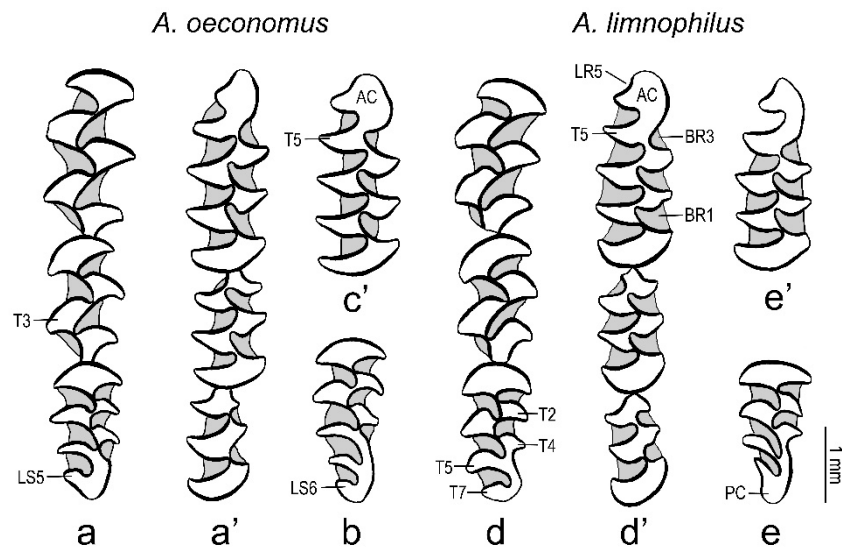 A. oeconomus A. limnophilus
LR5
AC AC
T5 T5 BR3
BR1
c’ e’
T3
T2
T4
LS5 LS6 T5 PC
T7
1 mm
a a’ b d d’ e